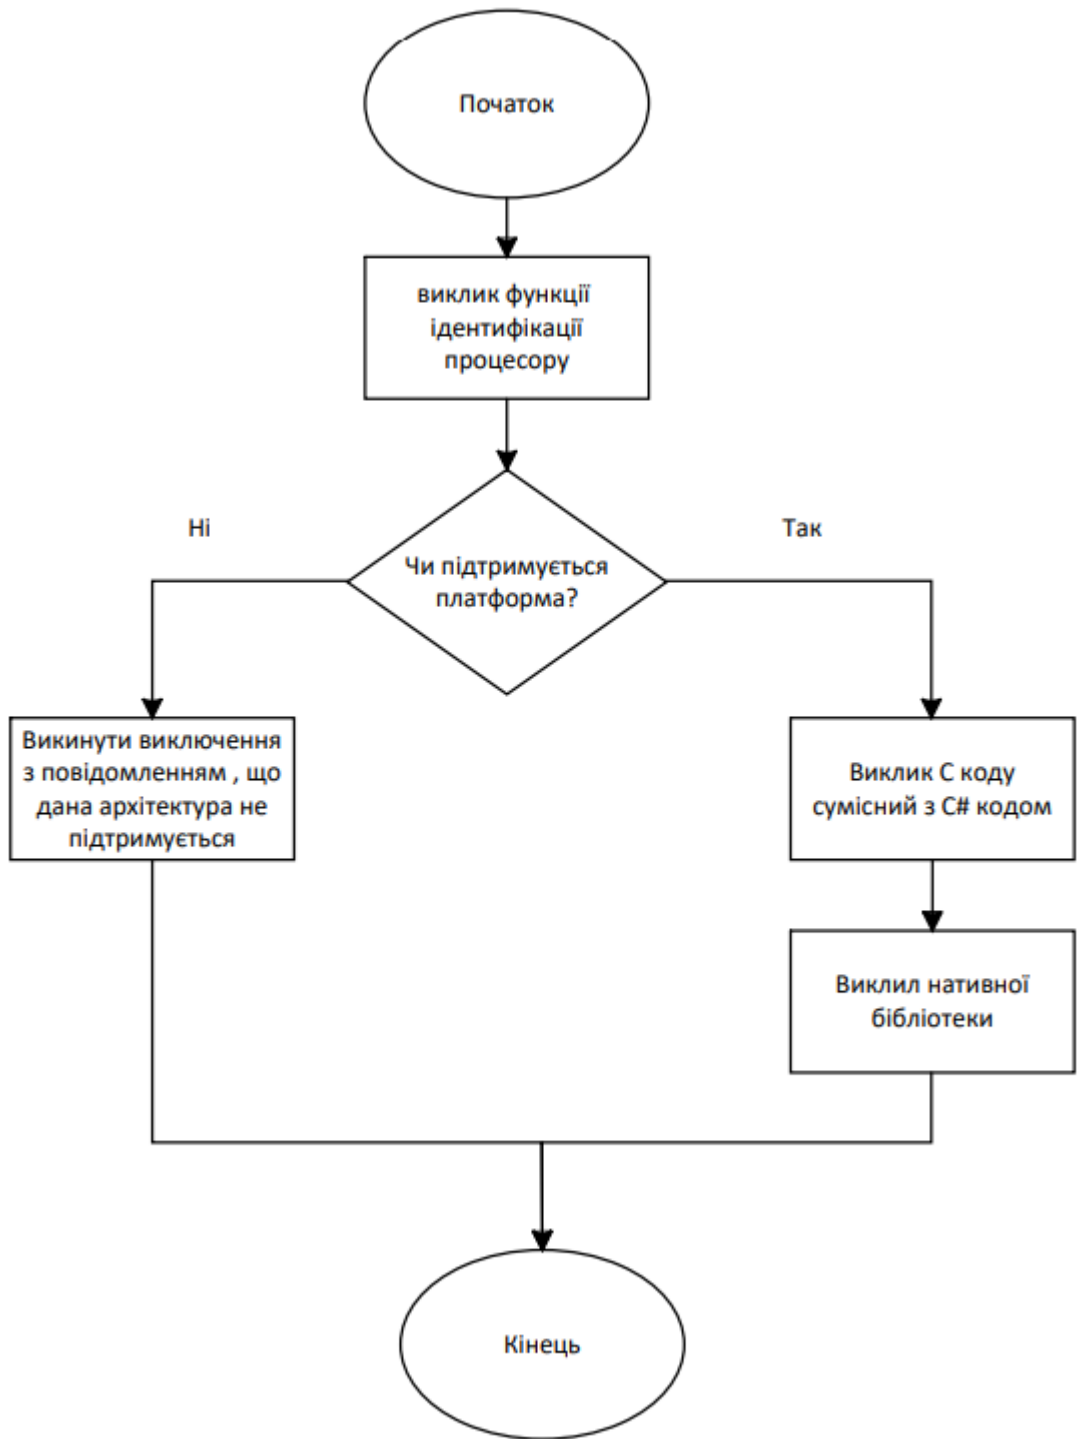 Початок
виклик функції
ідентифікації
процесору
Ні
Так
Чи підтримується
платформа?
Викинути виключення
з повідомленням , що
дана архітектура не
підтримується
Виклик С коду
сумісний з C# кодом
Виклил нативної
бібліотеки
Кінець